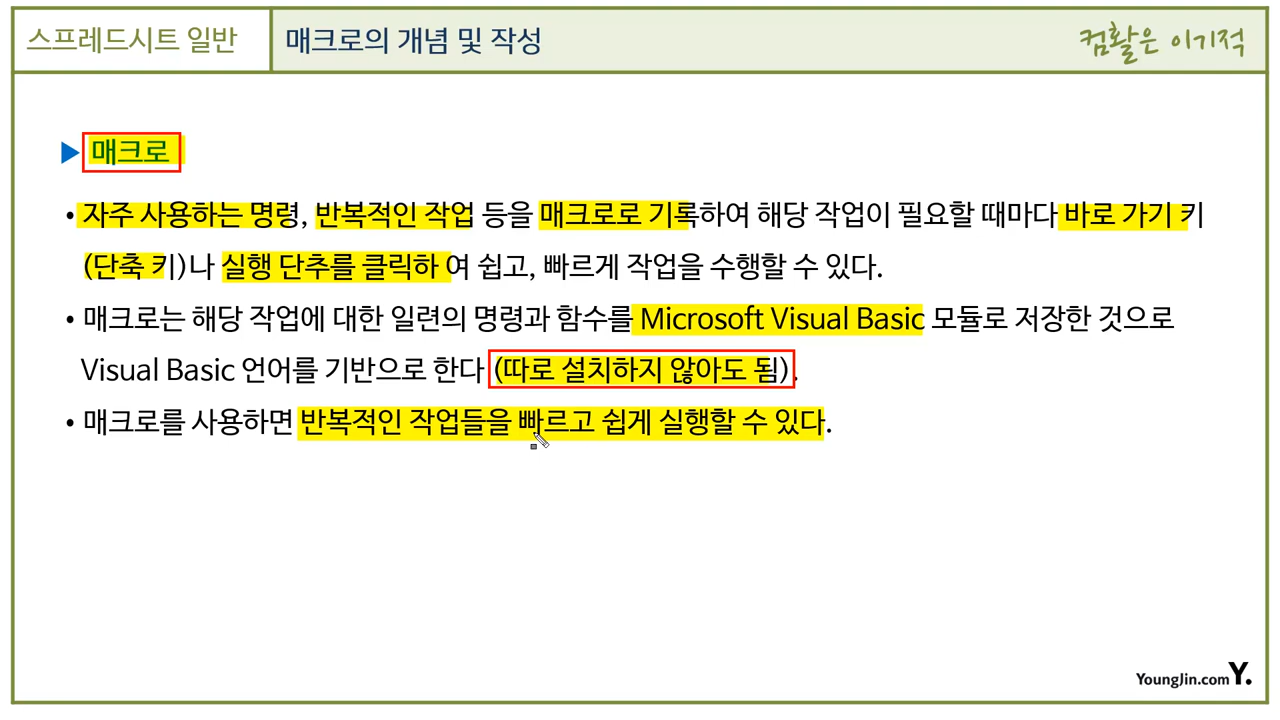 스프레드시트 일반
매크로의 개념 및 작성
컴활은 이기적
▶ 매크로
• 자주 사용하는 명령, 반복적인 작업 등을 매크로로 기록하여 해당 작업이 필요할 때마다 바로 가기 키
(단축 키)나 실행 단추를 클릭하여 쉽고, 빠르게 작업을 수행할 수 있다.
• 매크로는 해당 작업에 대한 일련의 명령과 함수를 Microsoft Visual Basic 모듈로 저장한 것으로
Visual Basic 언어를 기반으로 한다 (따로 설치하지 않아도 됨).
• 매크로를 사용하면 반복적인 작업들을 빠르고 쉽게 실행할 수 있다.
YoungJin.com Y.